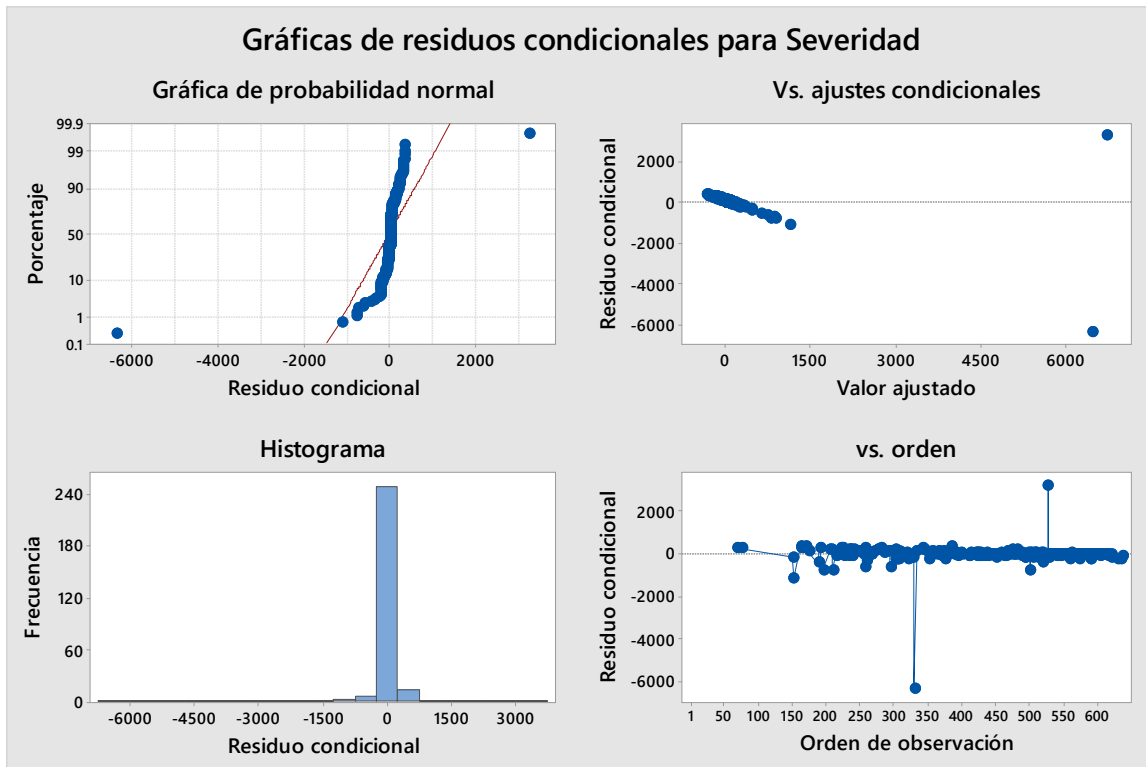 Gráficas de residuos condicionales para Severidad
Gráfica de probabilidad normal
99.9
99
90
50
10
1
0.1
Porcentaje
-6000 -4000 -2000 0 2000
Residuo condicional
Vs. ajustes condicionales
2000
0
-2000
-4000
-6000
Residuo condicional
0 1500 3000 4500 6000
Valor ajustado
Histograma
240
180
120
60
0
Frecuencia
-6000 -4500 -3000 -1500 0 1500 3000
Residuo condicional
vs. orden
2000
0
-2000
-4000
-6000
Residuo condicional
1 50 100 150 200 250 300 350 400 450 500 550 600
Orden de observación